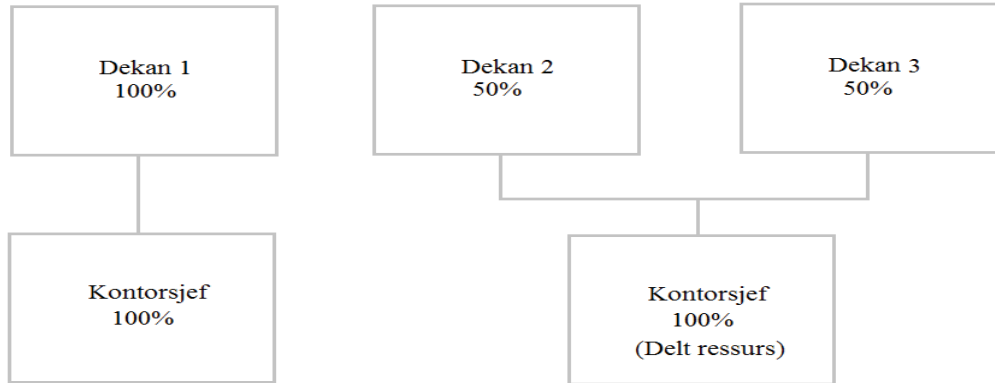 Dekan 1
100%
Dekan 2
50%
Dekan 3
50%
Kontorsjef
100%
Kontorsjef
100%
(Delt ressurs)